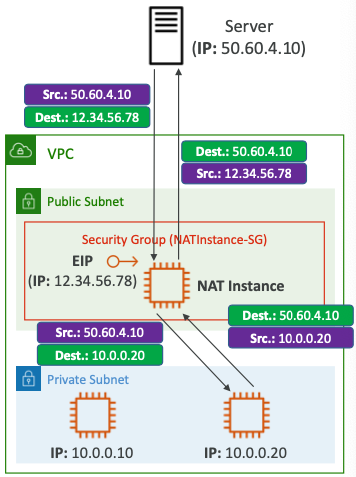 Server
(IP: 50.60.4.10)
Src.: 50.60.4.10
Dest.: 12.34.56.78
VPC
Dest.: 50.60.4.10
Src.: 12.34.56.78
Public Subnet
Security Group (NATInstance-SG)
EIP
(IP: 12.34.56.78)
NAT Instance
Dest.: 50.60.4.10
Src.: 10.0.0.20
Src.: 50.60.4.10
Dest.: 10.0.0.20
Private Subnet
IP: 10.0.0.10
IP: 10.0.0.20